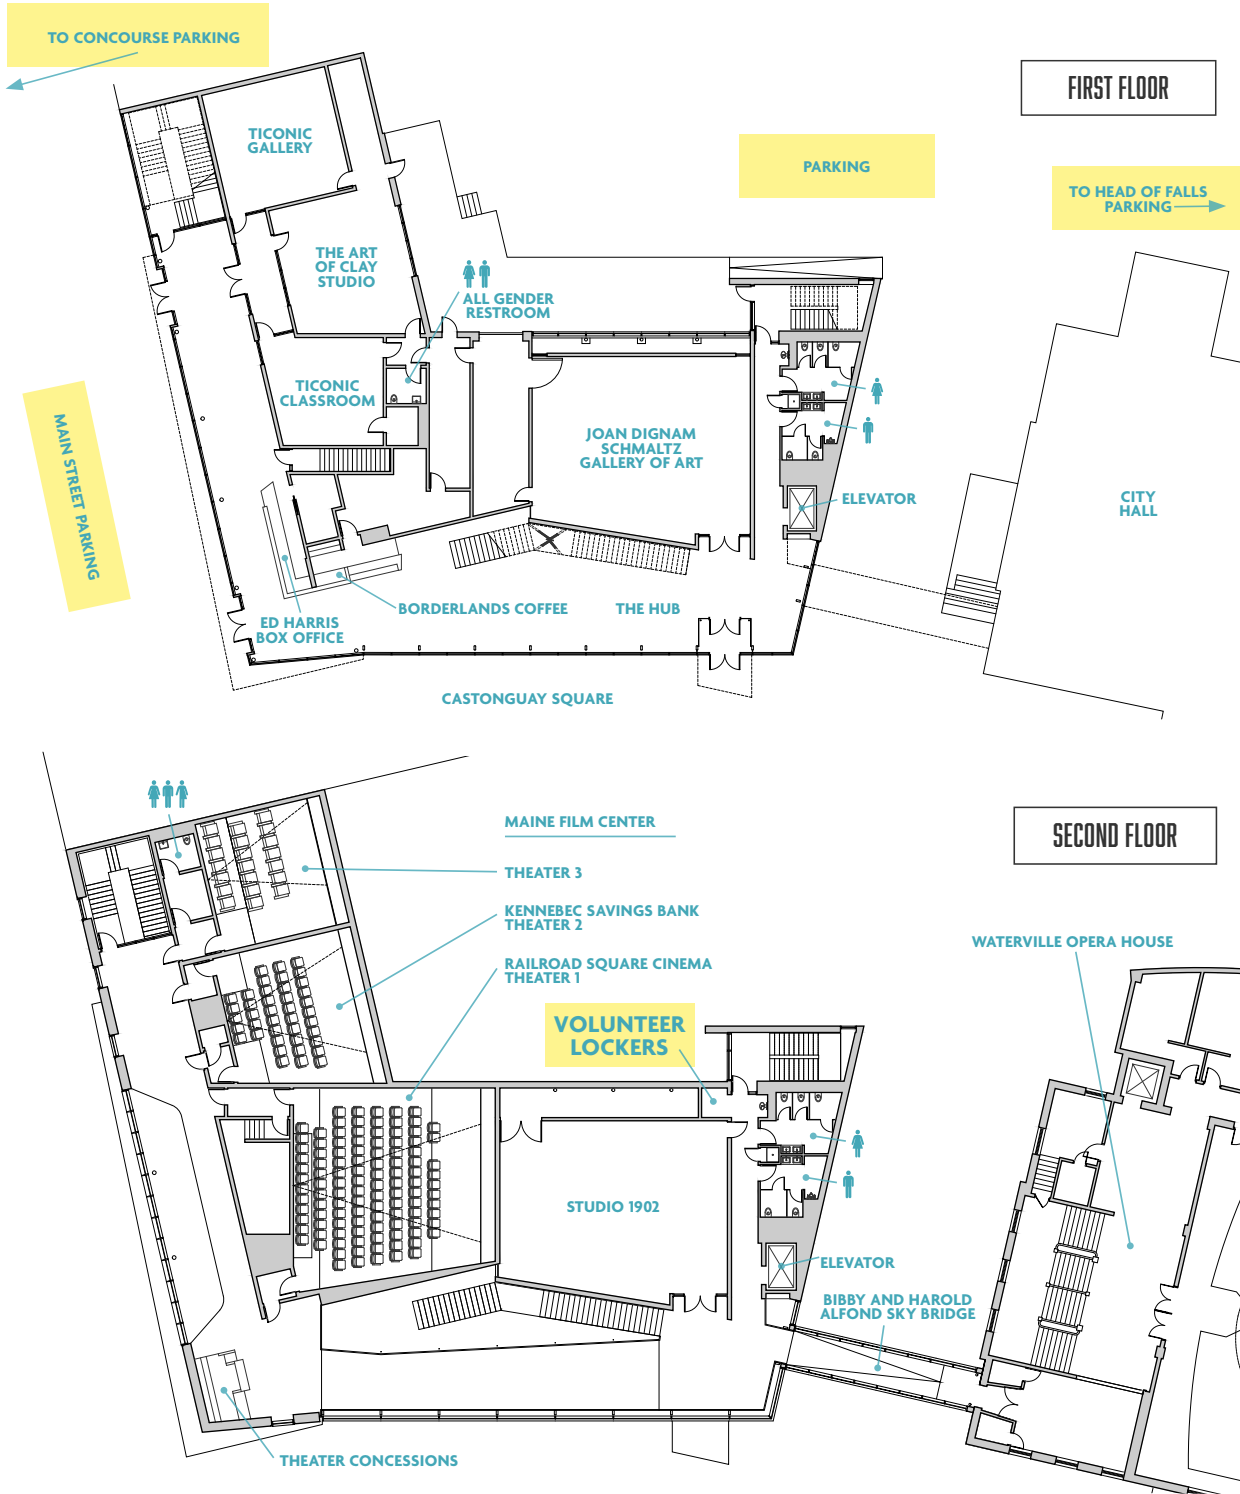 TO CONCOURSE PARKING
FIRST FLOOR
TICONIC
GALLERY
PARKING
TO HEAD OF FALLS
PARKING
THE ART
OF CLAY
STUDIO
ALL GENDER
RESTROOM
TICONIC
CLASSROOM
MAIN STREET PARKING
JOAN DIGNAM
SCHMALTZ
GALLERY OF ART
ELEVATOR
CITY
HALL
BORDERLANDS COFFEE
THE HUB
ED HARRIS
BOX OFFICE
CASTONGUAY SQUARE
SECOND FLOOR
MAINE FILM CENTER
THEATER 3
KENNEBEC SAVINGS BANK
THEATER 2
WATERVILLE OPERA HOUSE
RAILROAD SQUARE CINEMA
THEATER 1
VOLUNTEER
LOCKERS
STUDIO 1902
ELEVATOR
BIBBY AND HAROLD
ALFOND SKY BRIDGE
THEATER CONCESSIONS